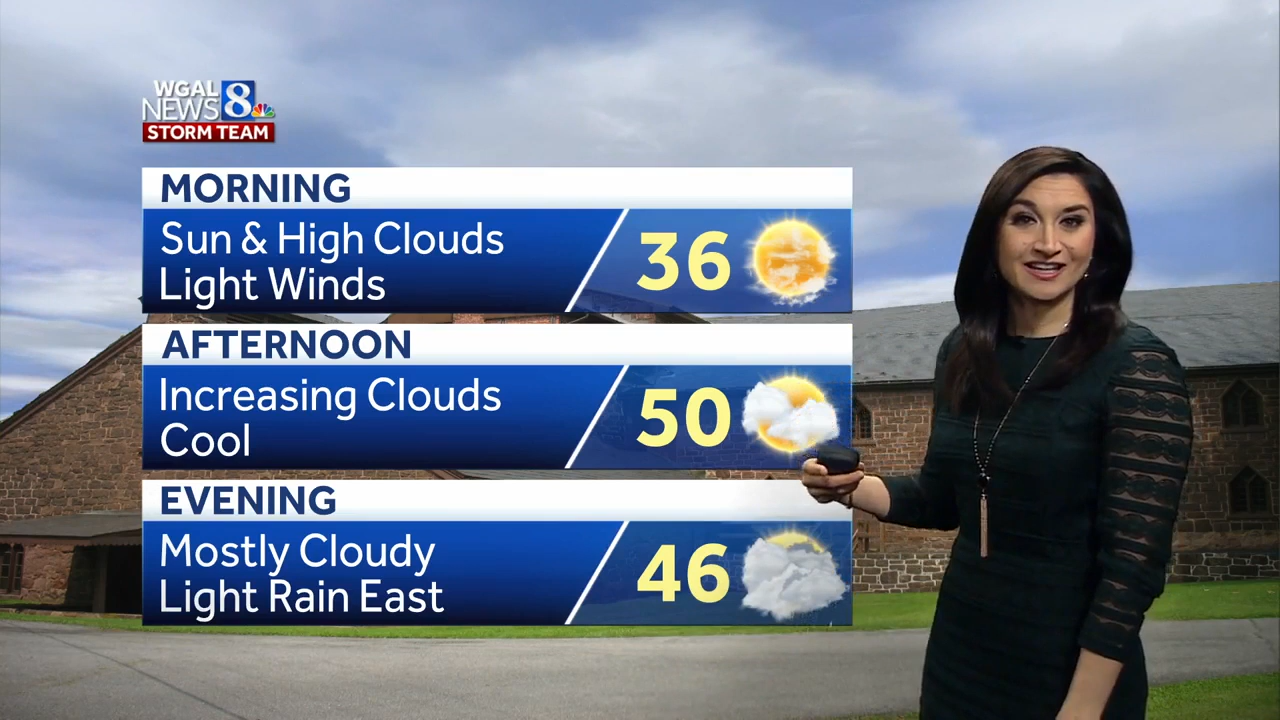 WGAL
NEWS 8
STORM TEAM
MORNING
Sun & High Clouds
Light Winds
36
AFTERNOON
Increasing Clouds
Cool
50
EVENING
Mostly Cloudy
Light Rain East
46